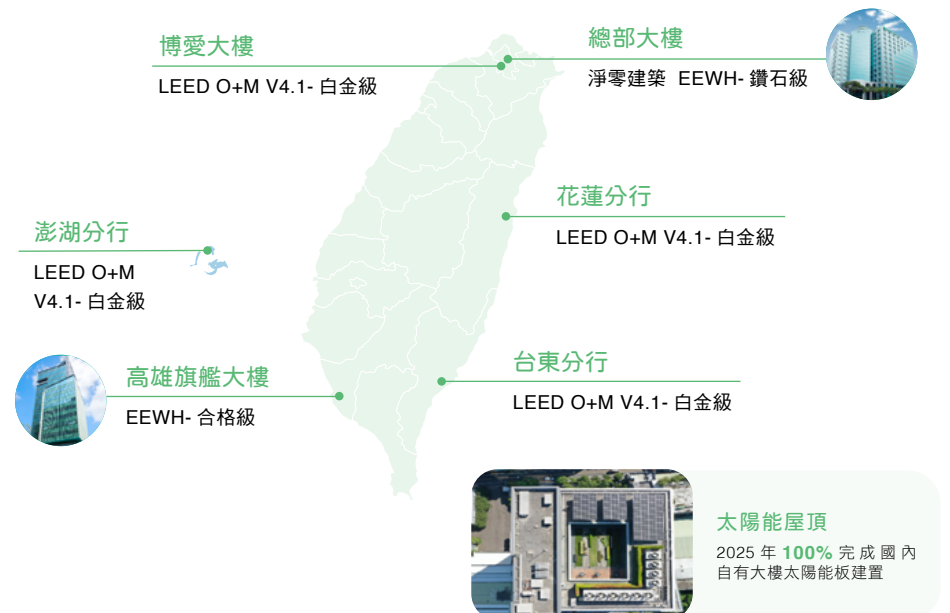 博愛大樓
LEED O+M V4.1- 白金級
總部大樓
淨零建築 EEWH- 鑽石級
花蓮分行
LEED O+M V4.1- 白金級
澎湖分行
LEED O+M
V4.1- 白金級
高雄旗艦大樓
EEWH- 合格級
台東分行
LEED O+M V4.1- 白金級
太陽能屋頂
2025 年 100% 完成國內
自有大樓太陽能板建置